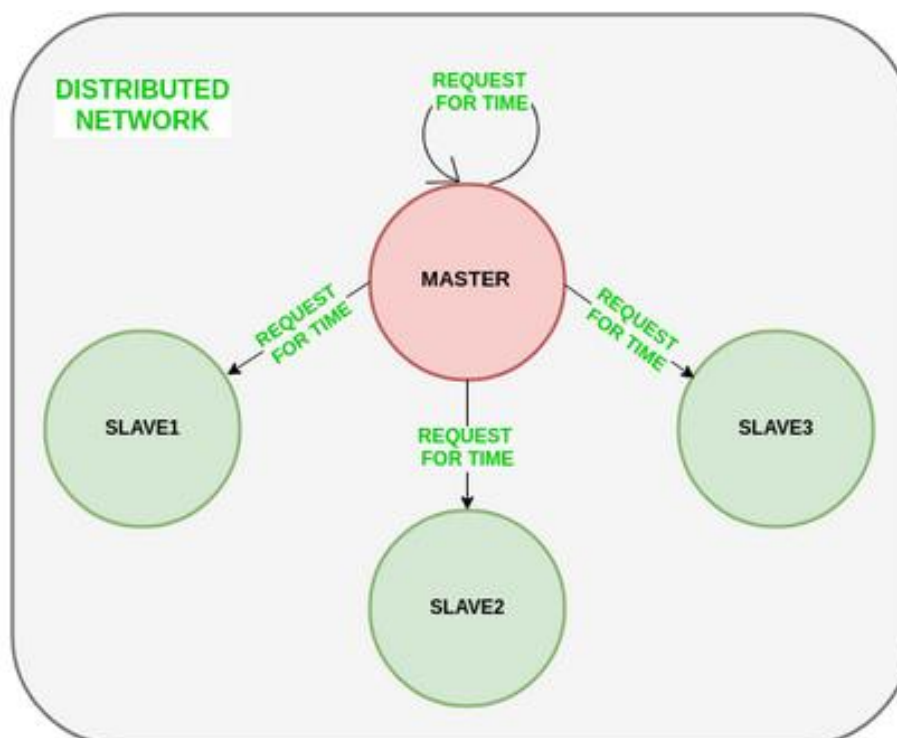 DISTRIBUTED
NETWORK
REQUEST
FOR TIME
MASTER
REQUEST
FOR TIME
REQUEST
FOR TIME
SLAVE1
SLAVE3
REQUEST
FOR TIME
SLAVE2